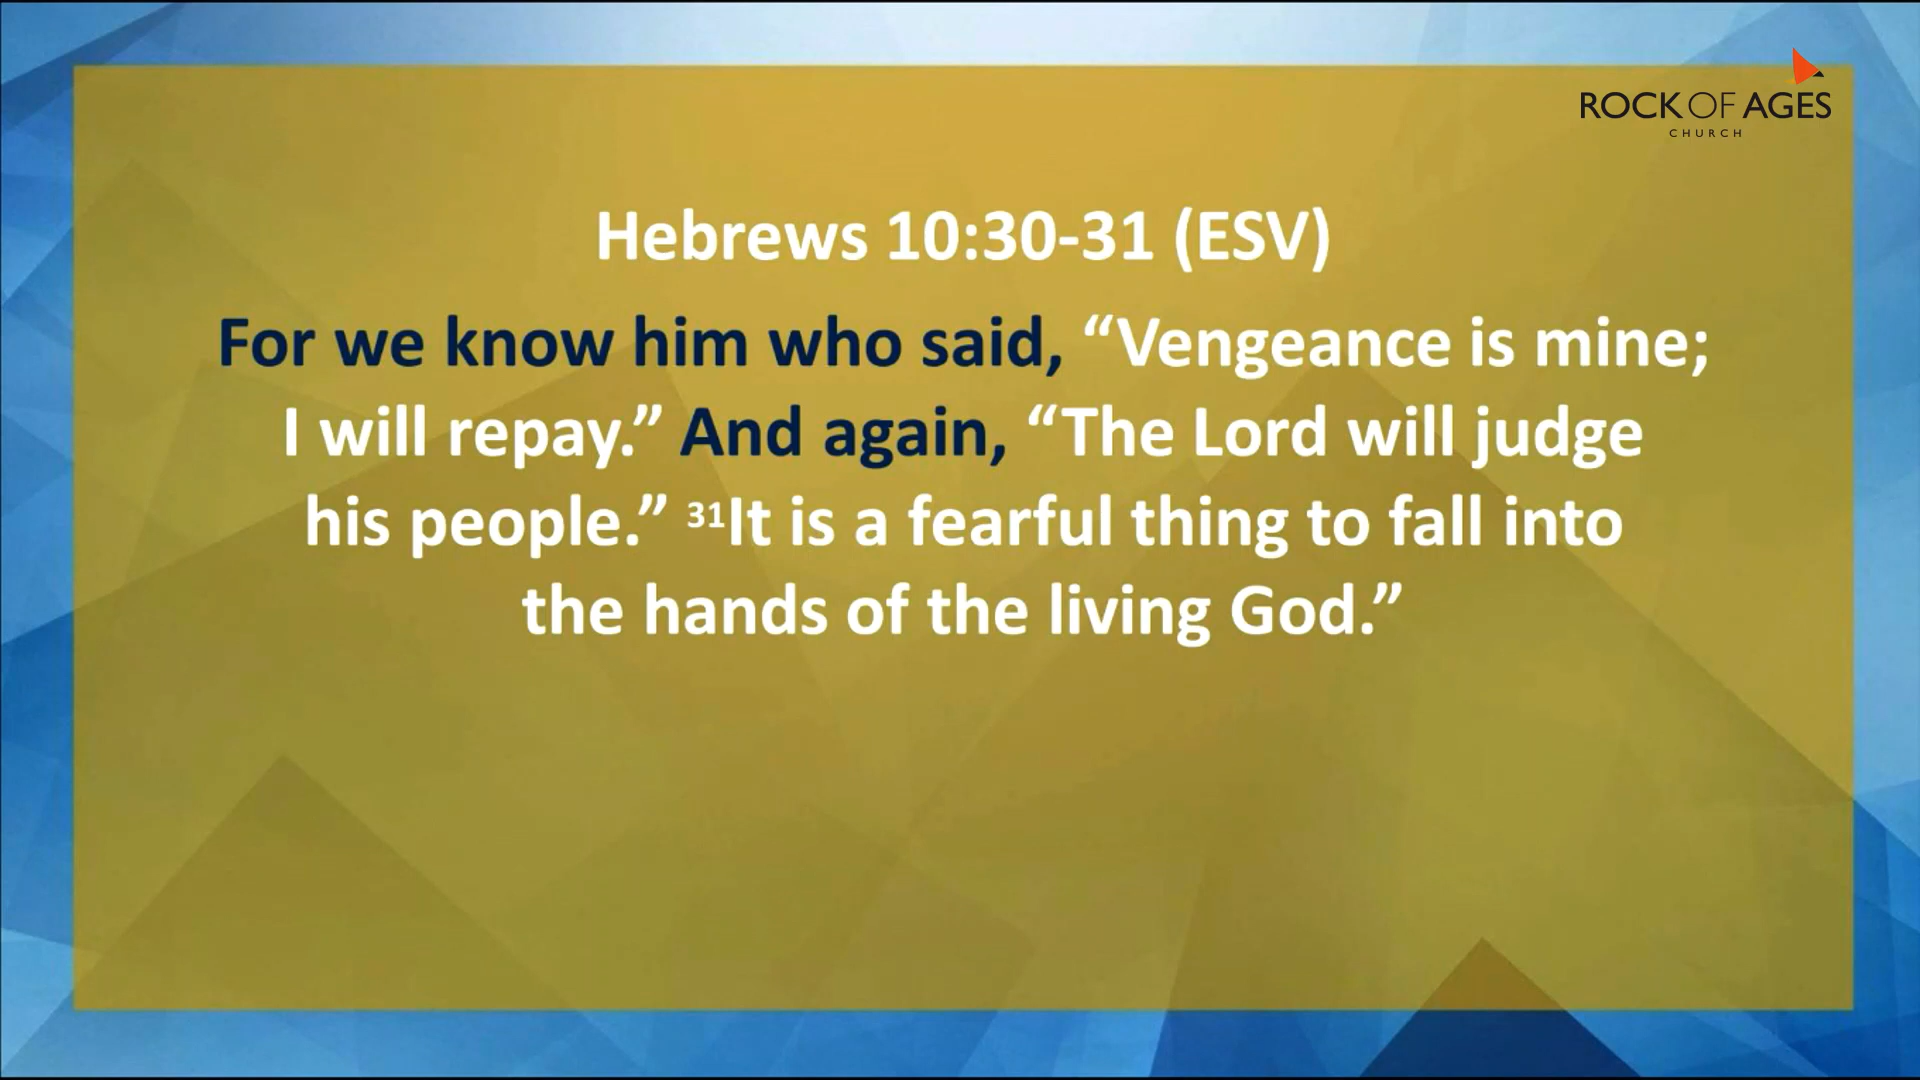 ROCK OF AGES
CHURCH
Hebrews 10:30-31 (ESV)
For we know him who said, “Vengeance is mine;
I will repay.” And again, “The Lord will judge
his people.” ³¹It is a fearful thing to fall into
the hands of the living God.”